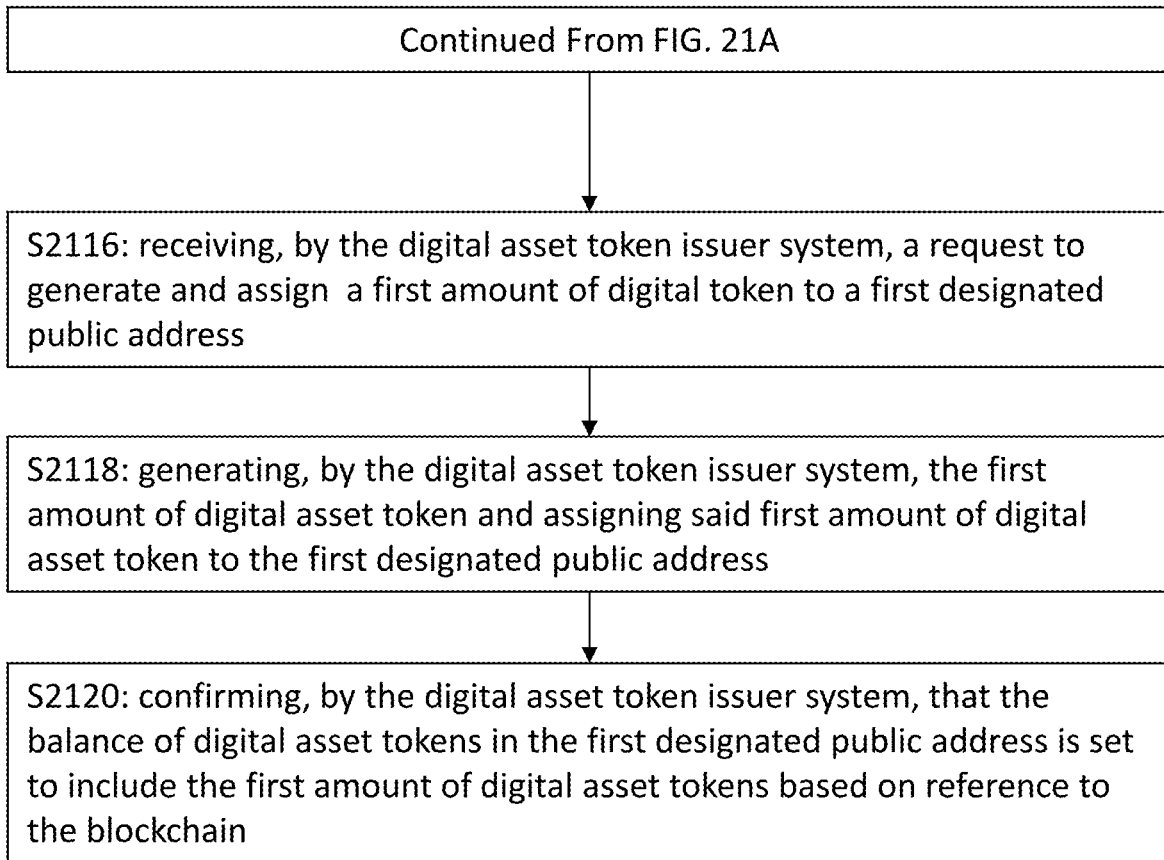 Continued From FIG. 21A
S2116: receiving, by the digital asset token issuer system, a request to
generate and assign  a first amount of digital token to a first designated
public address
S2118: generating, by the digital asset token issuer system, the first
amount of digital asset token and assigning said first amount of digital
asset token to the first designated public address
S2120: confirming, by the digital asset token issuer system, that the
balance of digital asset tokens in the first designated public address is set
to include the first amount of digital asset tokens based on reference to
the blockchain